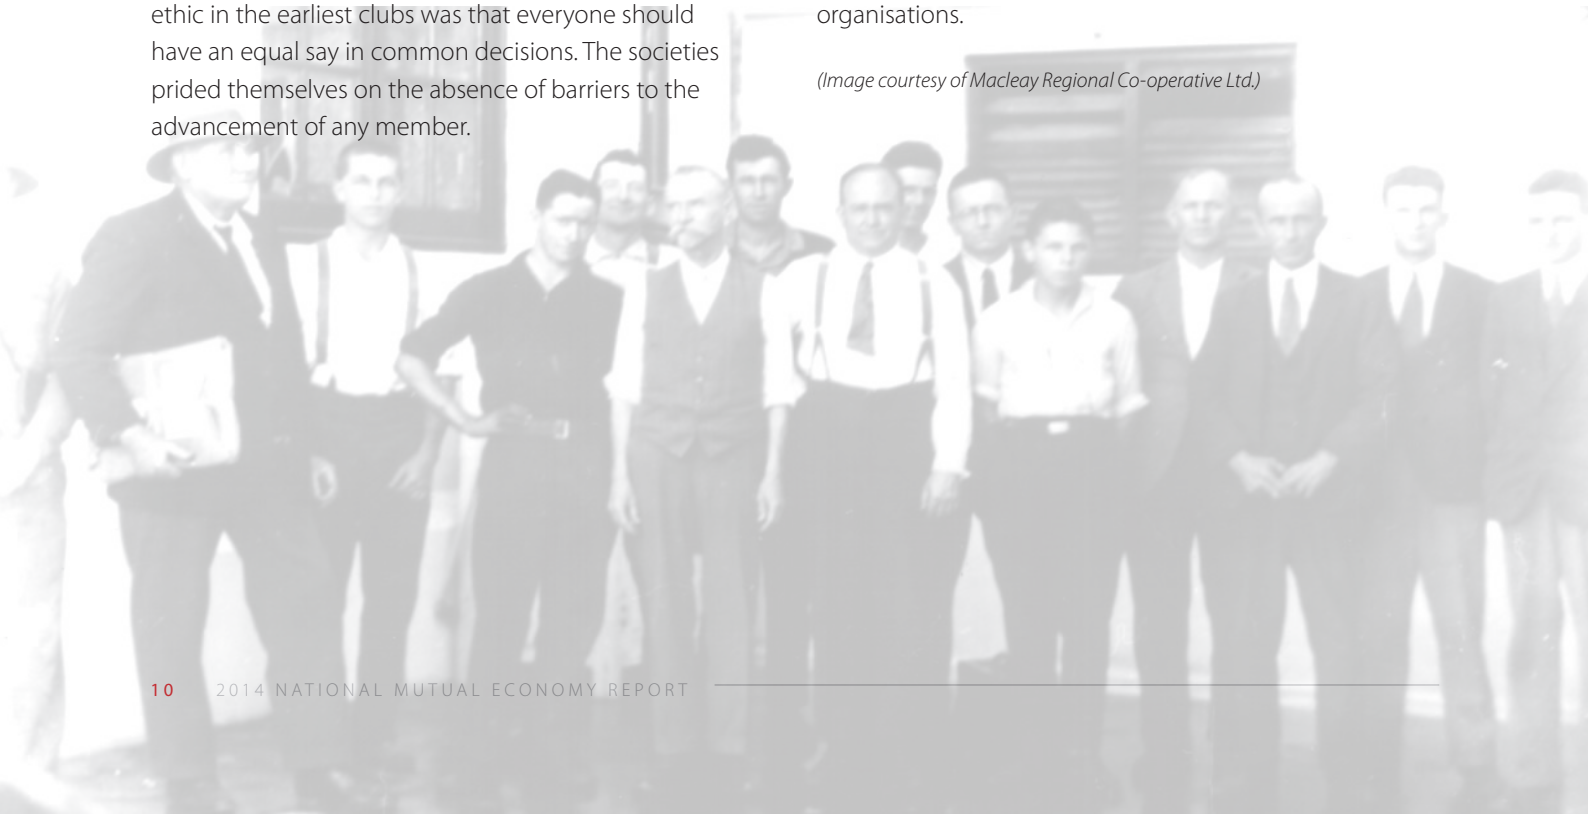 ethic in the earliest clubs was that everyone should
have an equal say in common decisions. The societies
prided themselves on the absence of barriers to the
advancement of any member.
organisations.
(Image courtesy of Macleay Regional Co-operative Ltd.)
10 2014 NATIONAL MUTUAL ECONOMY REPORT